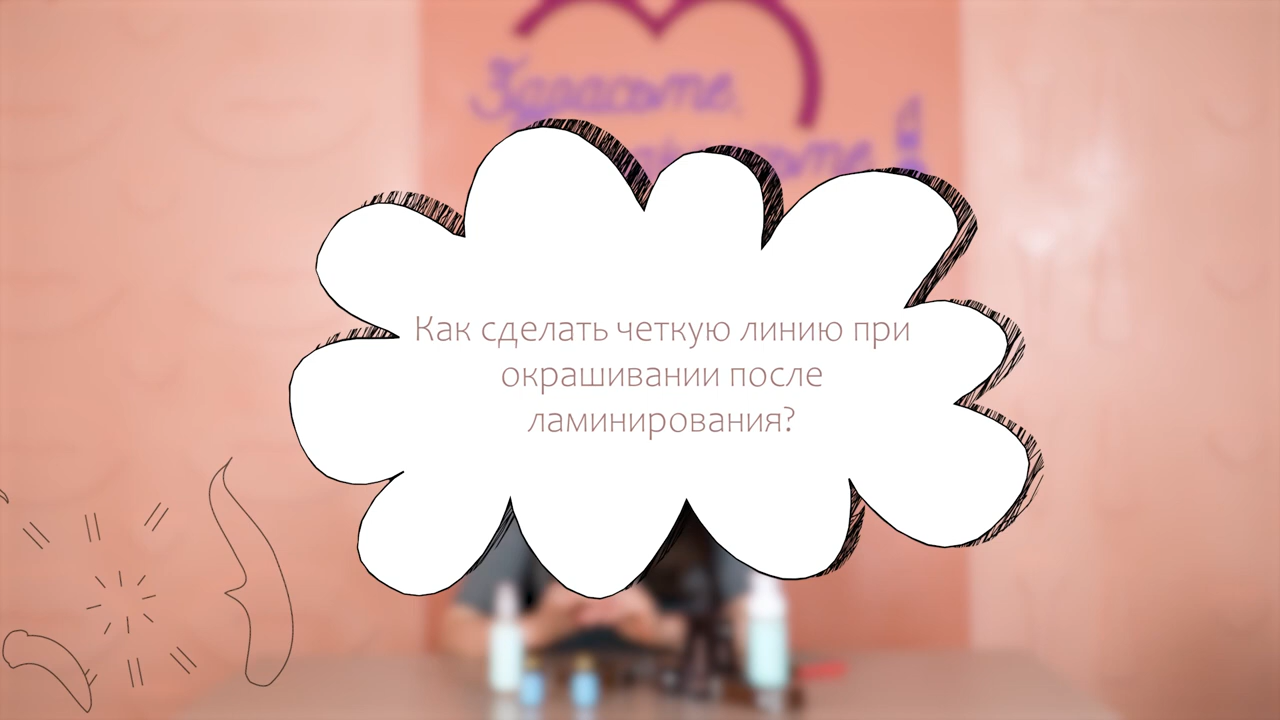 Как сделать четкую линию при
окрашивании после
ламинирования?